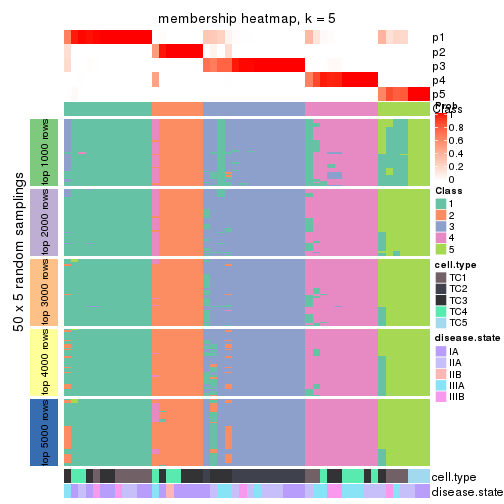 membership heatmap, k = 5
p1
p2
p3
p4
p5
Class
Prob
1
0.8
0.6
0.4
0.2
0
Class
1
2
3
4
5
cell.type
TC1
TC2
TC3
TC4
TC5
disease.state
IA
IIA
IIB
IIIA
IIIB
50 x 5 random samplings
top 1000 rows
top 2000 rows
top 3000 rows
top 4000 rows
top 5000 rows
cell.type
disease.state